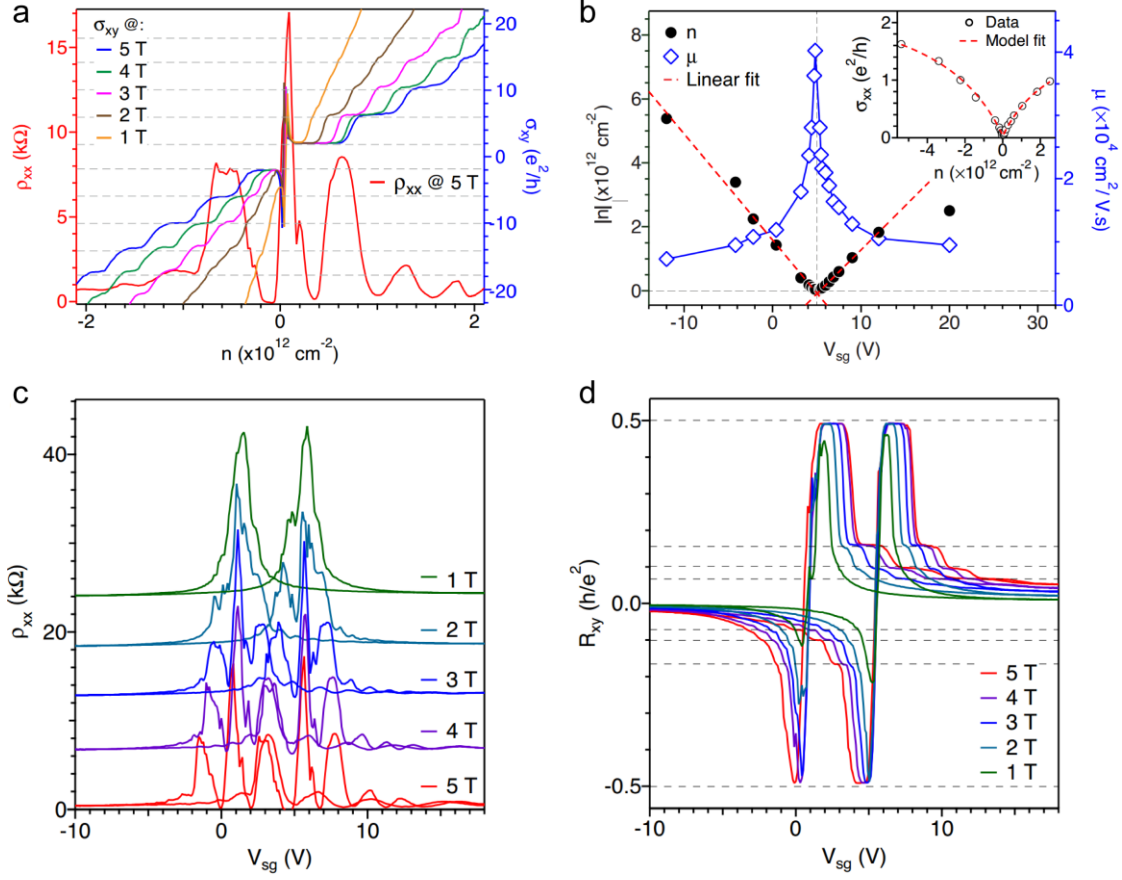 a
σxy @:
5 T
4 T
3 T
2 T
1 T
ρxx @ 5 T
ρxx (kΩ)
15
10
5
0
σxy (e²/h)
20
10
0
-10
-20
-2
-1
0
1
2
n (x10¹² cm⁻²)
b
n
μ
Linear fit
|n| (x10¹² cm⁻²)
8
6
4
2
0
μ (×10⁴ cm²/V.s)
4
3
2
1
0
-10
0
10
20
30
Vsg (V)
Data
Model fit
σxx (e²/h)
2
1
0
-4
-2
0
2
n (×10¹² cm⁻²)
c
ρxx (kΩ)
40
20
0
1 T
2 T
3 T
4 T
5 T
-10
0
10
Vsg (V)
d
Rxy (h/e²)
0.5
0.0
-0.5
5 T
4 T
3 T
2 T
1 T
-10
0
10
Vsg (V)